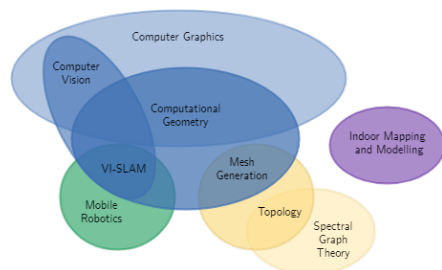 Computer Graphics
Computer
Vision
Computational
Geometry
Indoor Mapping
and Modelling
VI-SLAM
Mesh
Generation
Mobile
Robotics
Topology
Spectral
Graph
Theory